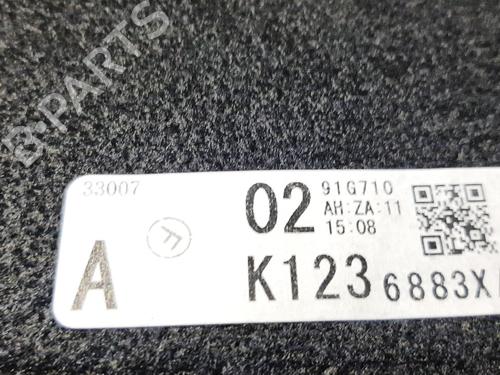 B-PARTS
33007
A
F
02
91G710
AH:ZA:11
15:08
K123
6883X